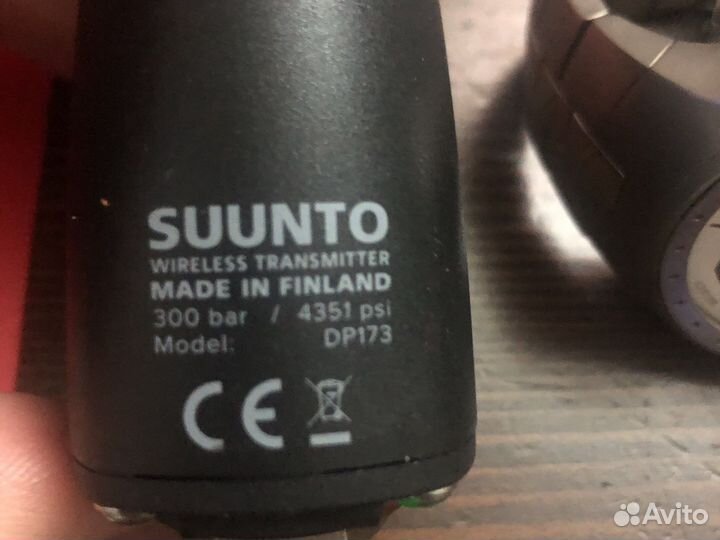 SUUNTO
WIRELESS TRANSMITTER
MADE IN FINLAND
300 bar / 4351 psi
Model: DP173
CE
Avito